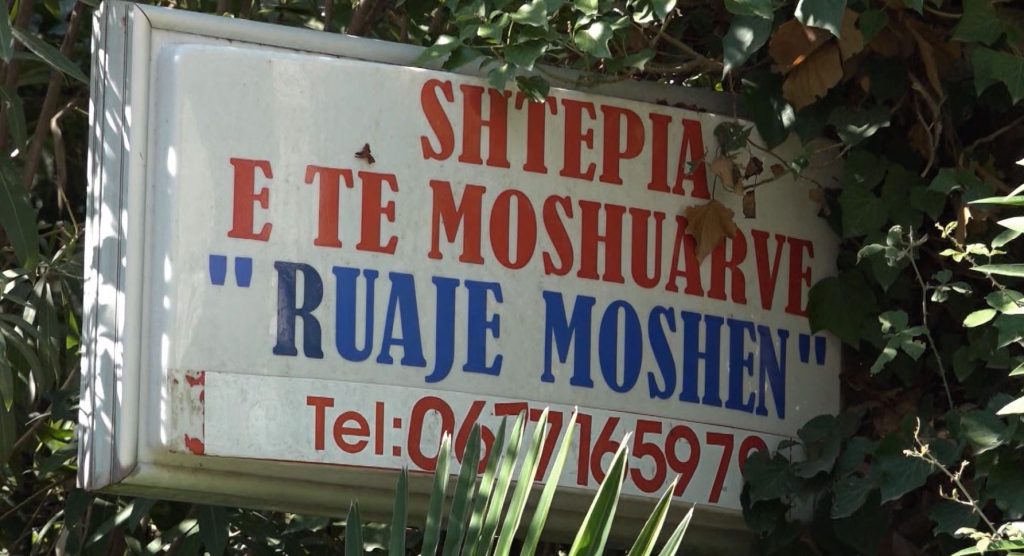 SHTEPIA
E TE MOSHUARVE
"RUAJE MOSHEN"
Tel: